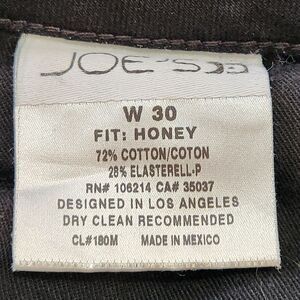 JOE'S
W 30
FIT: HONEY
72% COTTON/COTON
28% ELASTERELL-P
RN# 106214 CA# 35037
DESIGNED IN LOS ANGELES
DRY CLEAN RECOMMENDED
CL#180M MADE IN MEXICO